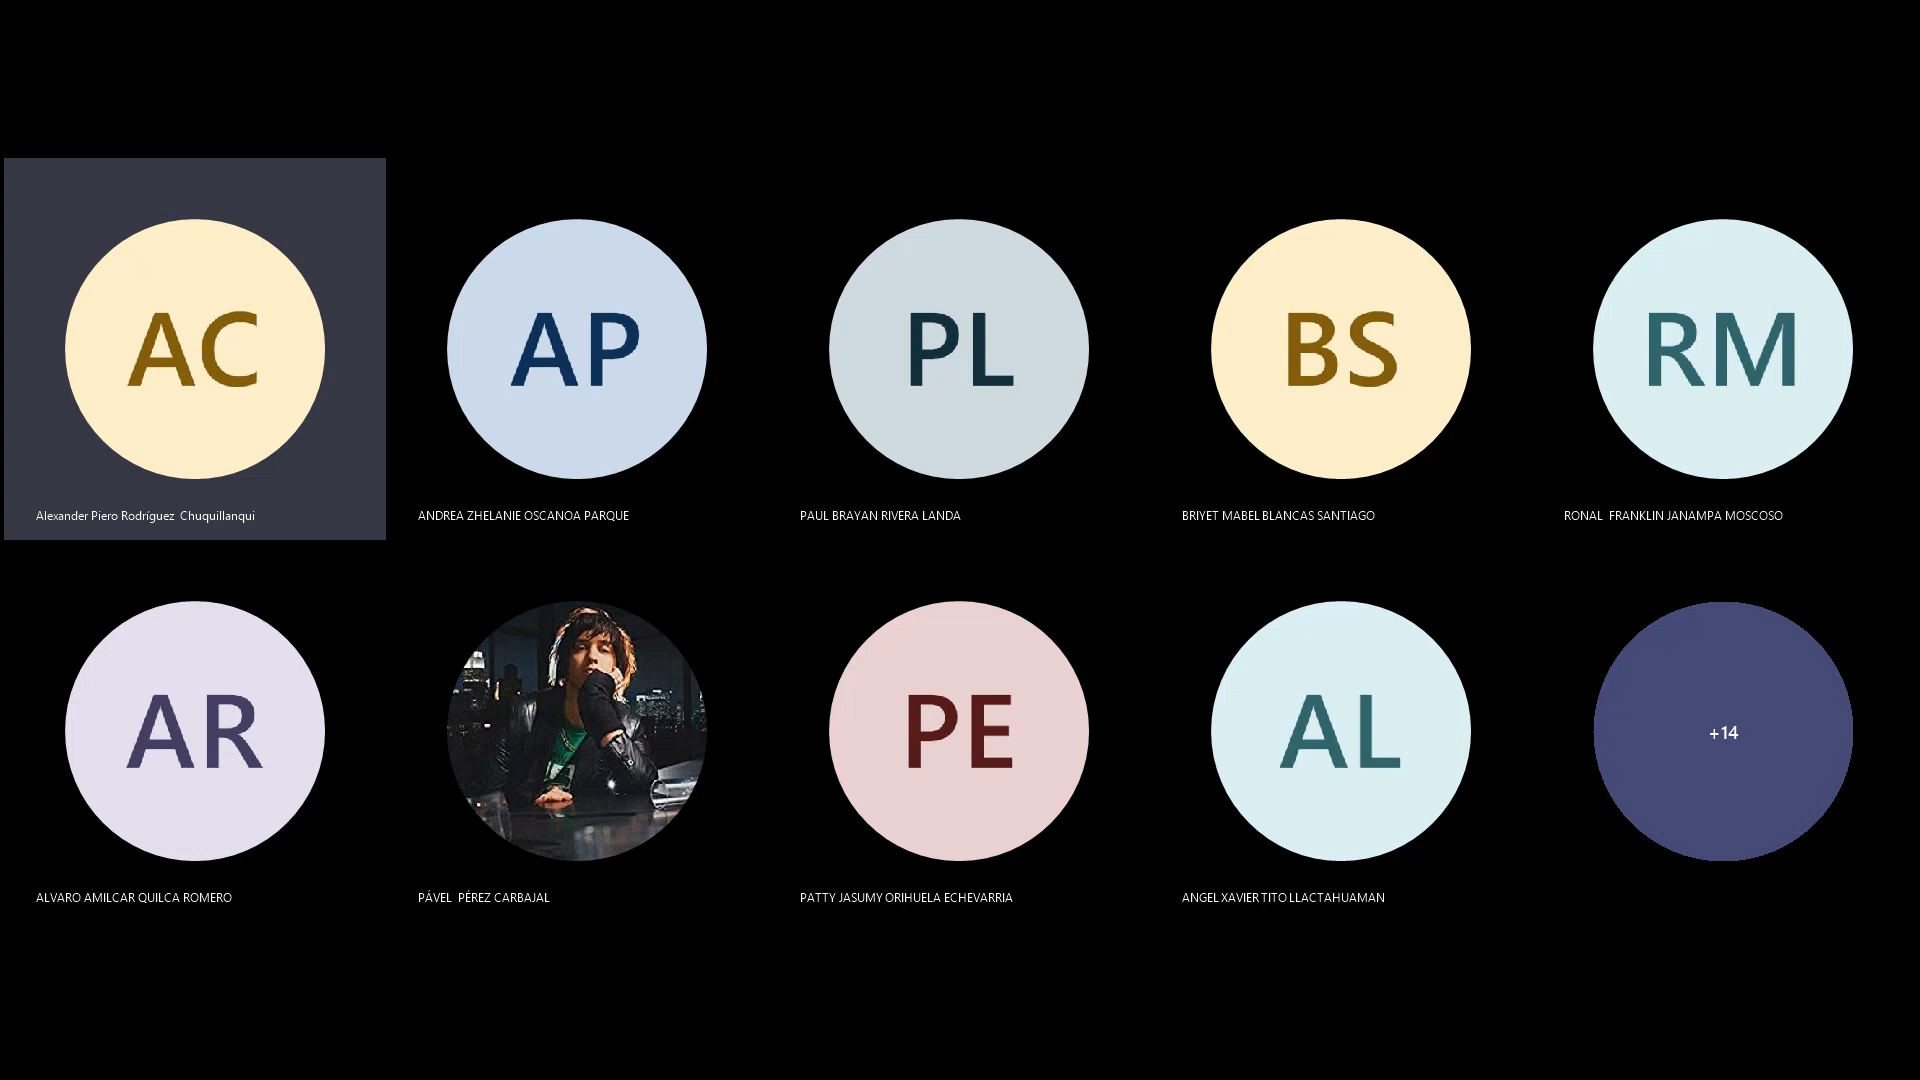 AC
AP
PL
BS
RM
Alexander Piero Rodríguez  Chuquillanqui
ANDREA ZHELANIE OSCANOA PARQUE
PAUL BRAYAN RIVERA LANDA
BRIYET MABEL BLANCAS SANTIAGO
RONAL  FRANKLIN JANAMPA MOSCOSO
AR
PE
AL
+14
ALVARO AMILCAR QUILCA ROMERO
PÁVEL  PÉREZ CARBAJAL
PATTY JASUMY ORIHUELA ECHEVARRIA
ANGEL XAVIER TITO LLACTAHUAMAN